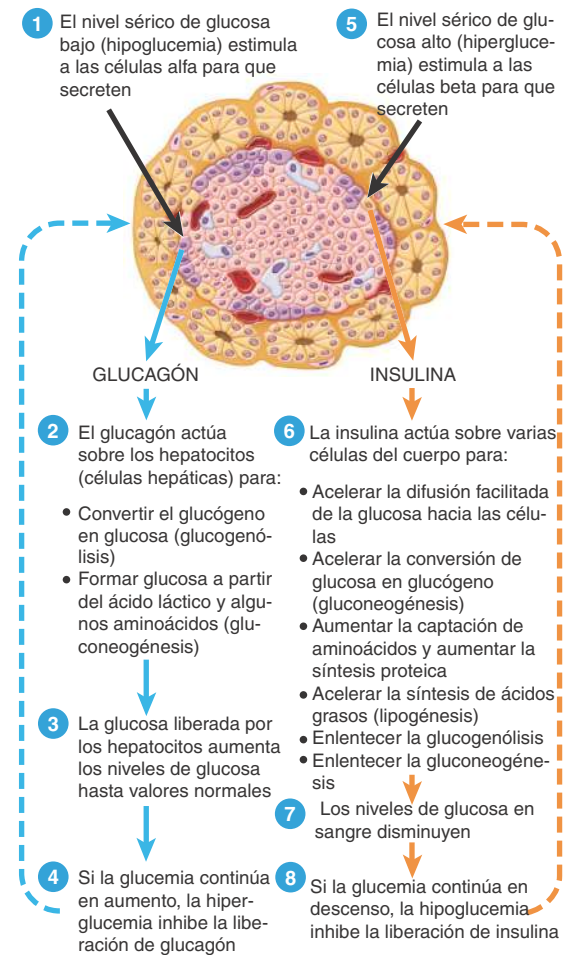 1 El nivel sérico de glucosa
bajo (hipoglucemia) estimula
a las células alfa para que
secreten
5 El nivel sérico de glu-
cosa alto (hipergluce-
mia) estimula a las
células beta para que
secreten
GLUCAGÓN
INSULINA
2 El glucagón actúa
sobre los hepatocitos
(células hepáticas) para:
• Convertir el glucógeno
en glucosa (glucogenó-
lisis)
• Formar glucosa a partir
del ácido láctico y algu-
nos aminoácidos (glu-
coneogénesis)
3 La glucosa liberada por
los hepatocitos aumenta
los niveles de glucosa
hasta valores normales
4 Si la glucemia continúa
en aumento, la hiper-
glucemia inhibe la libe-
ración de glucagón
6 La insulina actúa sobre varias
células del cuerpo para:
• Acelerar la difusión facilitada
de la glucosa hacia las célu-
las
• Acelerar la conversión de
glucosa en glucógeno
(gluconeogénesis)
• Aumentar la captación de
aminoácidos y aumentar la
síntesis proteica
• Acelerar la síntesis de ácidos
grasos (lipogénesis)
• Enlentecer la glucogenólisis
• Enlentecer la gluconeogéne-
sis
7 Los niveles de glucosa en
sangre disminuyen
8 Si la glucemia continúa en
descenso, la hipoglucemia
inhibe la liberación de insulina